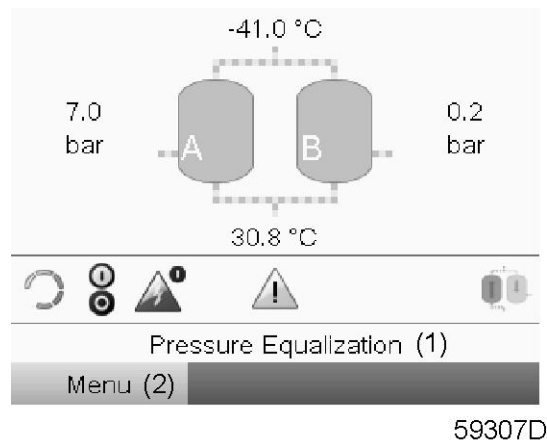 -41.0 °C
7.0
bar
A
B
0.2
bar
30.8 °C
Pressure Equalization (1)
Menu (2)
59307D